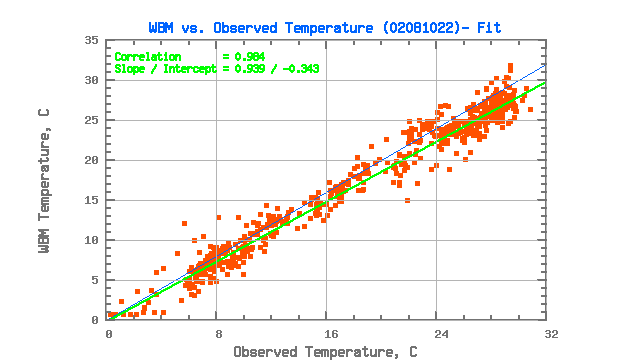 WBM vs. Observed Temperature (02081022)- Fit
Correlation = 0.984
Slope / Intercept = 0.939 / -0.343
35
30
25
20
15
10
5
0
WBM Temperature, C
0 8 16 24 32
Observed Temperature, C